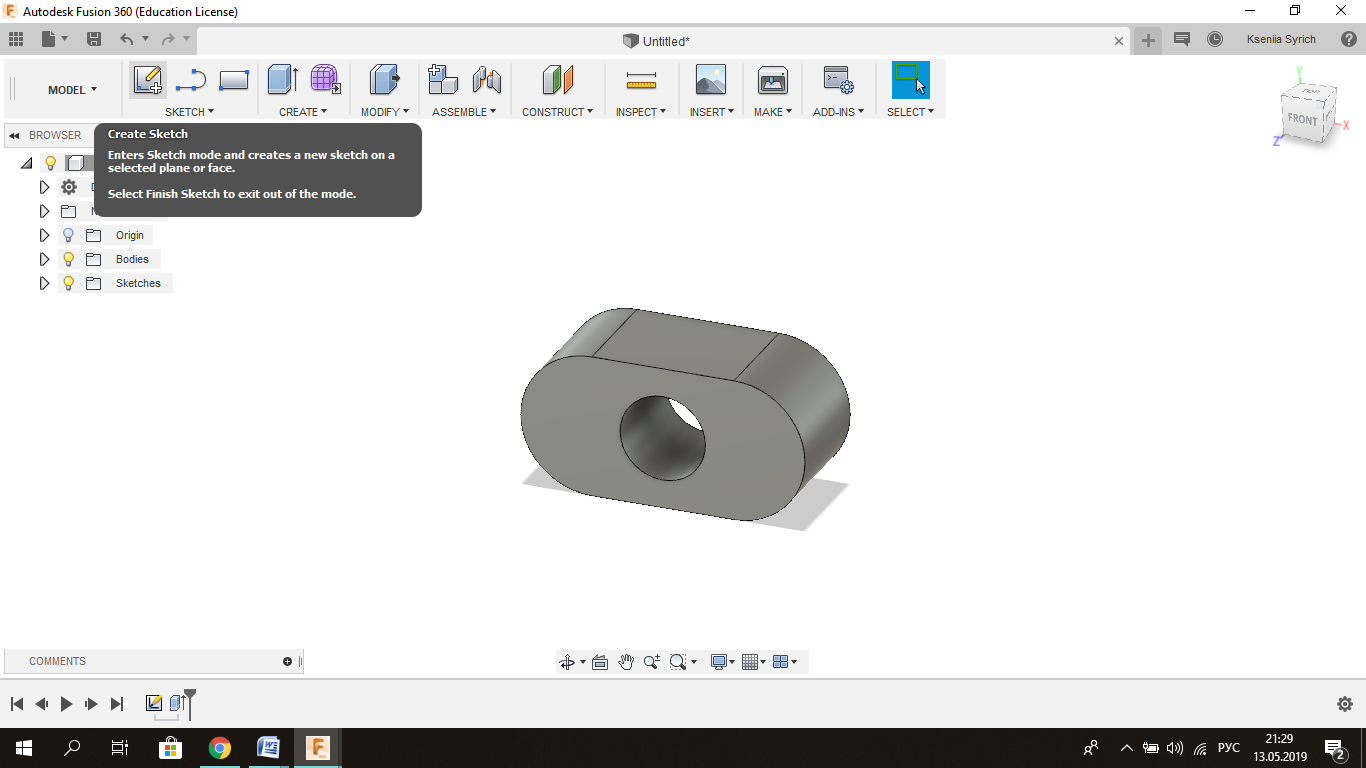 Autodesk Fusion 360 (Education License)
Untitled*
Kseniia Syrich
MODEL
SKETCH
CREATE
MODIFY
ASSEMBLE
CONSTRUCT
INSPECT
INSERT
MAKE
ADD-INS
SELECT
BROWSER
Create Sketch
Enters Sketch mode and creates a new sketch on a
selected plane or face.
Select Finish Sketch to exit out of the mode.
Origin
Bodies
Sketches
Y
TOP
FRONT
X
Z
COMMENTS
РУС
21:29
13.05.2019
2